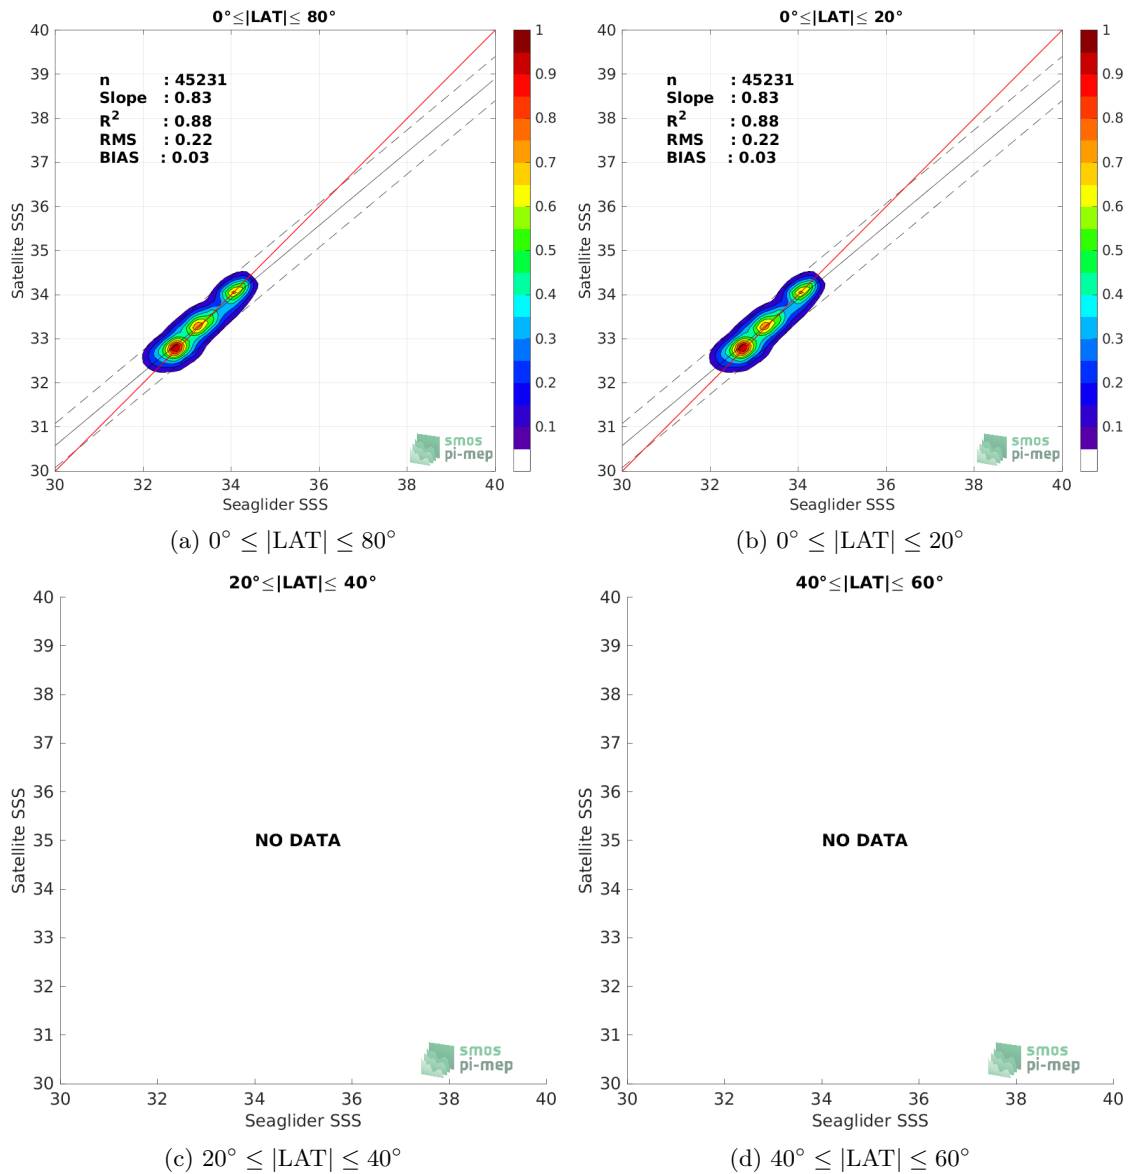 0°≤|LAT|≤ 80°
40
39
38
37
36
35
34
33
32
31
30
30
32
34
36
38
40
Satellite SSS
Seaglider SSS
n : 45231
Slope : 0.83
R² : 0.88
RMS : 0.22
BIAS : 0.03
1
0.9
0.8
0.7
0.6
0.5
0.4
0.3
0.2
0.1
smos
pi-mep
(a) 0° ≤ |LAT| ≤ 80°
0°≤|LAT|≤ 20°
40
39
38
37
36
35
34
33
32
31
30
30
32
34
36
38
40
Satellite SSS
Seaglider SSS
n : 45231
Slope : 0.83
R² : 0.88
RMS : 0.22
BIAS : 0.03
1
0.9
0.8
0.7
0.6
0.5
0.4
0.3
0.2
0.1
smos
pi-mep
(b) 0° ≤ |LAT| ≤ 20°
20°≤|LAT|≤ 40°
40
39
38
37
36
35
34
33
32
31
30
30
32
34
36
38
40
Satellite SSS
Seaglider SSS
NO DATA
smos
pi-mep
(c) 20° ≤ |LAT| ≤ 40°
40°≤|LAT|≤ 60°
40
39
38
37
36
35
34
33
32
31
30
30
32
34
36
38
40
Satellite SSS
Seaglider SSS
NO DATA
smos
pi-mep
(d) 40° ≤ |LAT| ≤ 60°